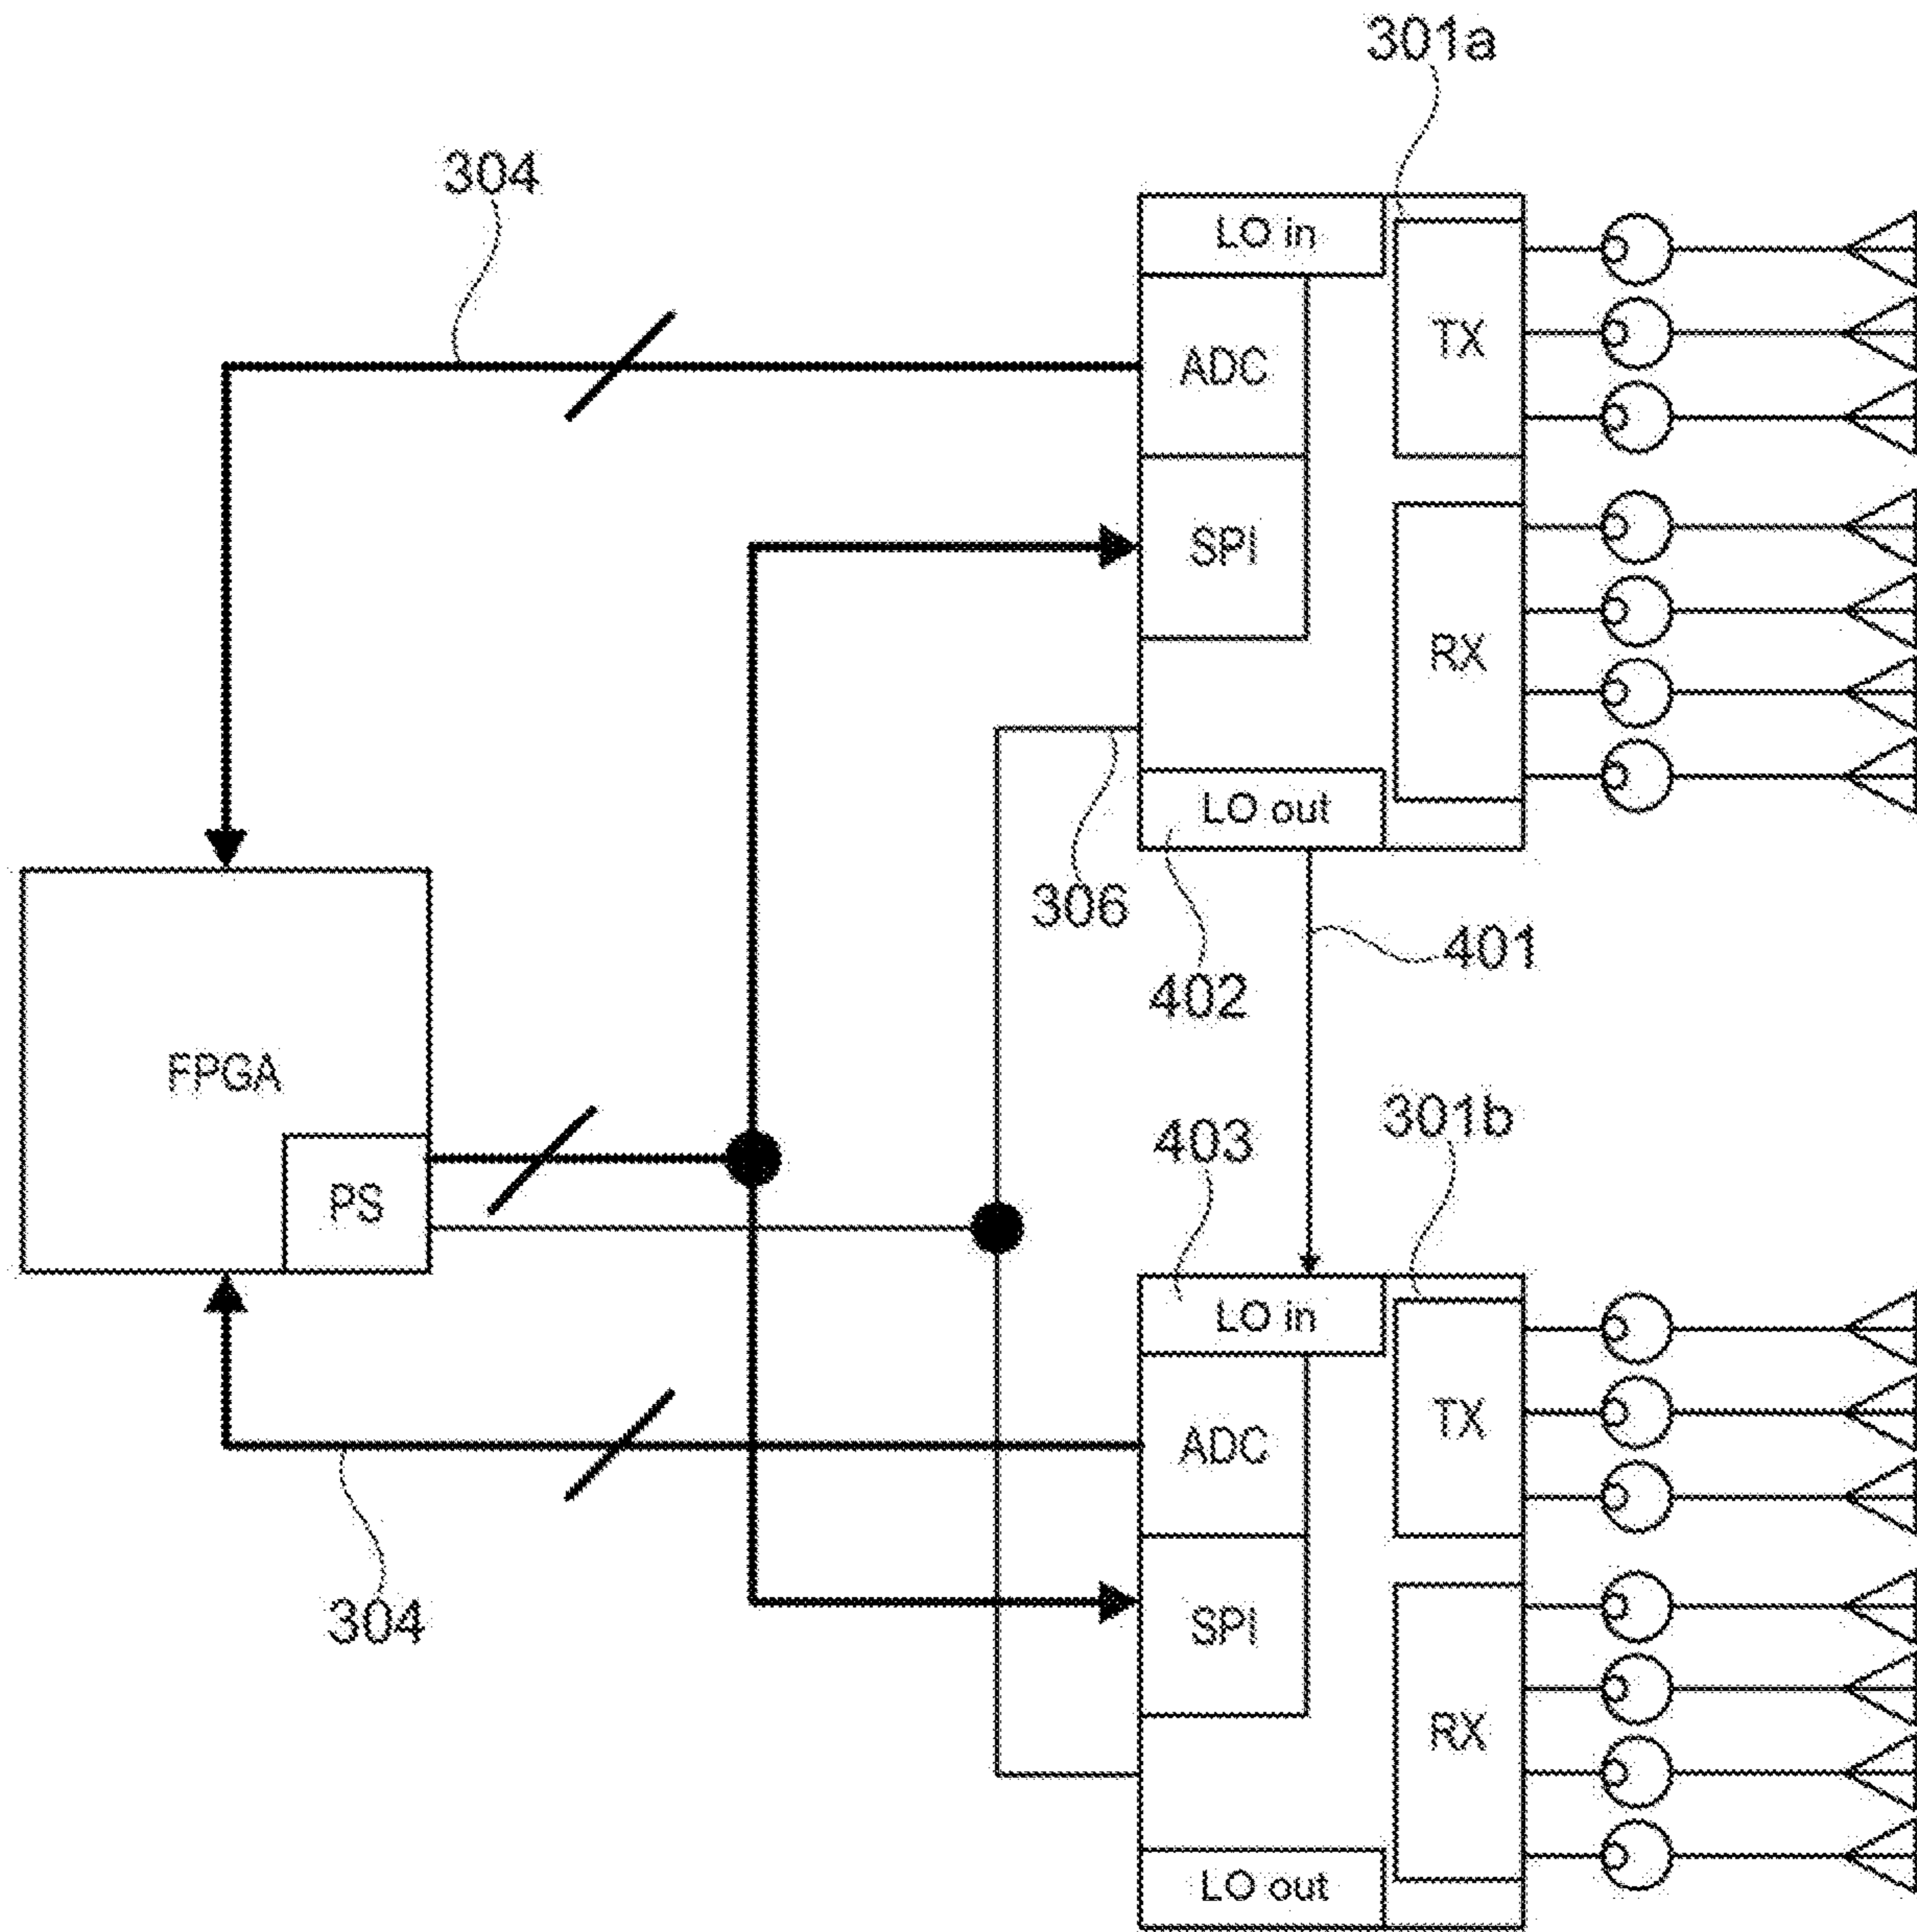 301a
304
LO in
TX
ADC
SPI
RX
LO out
306
401
402
FPGA
301b
403
PS
LO in
TX
ADC
304
SPI
RX
LO out